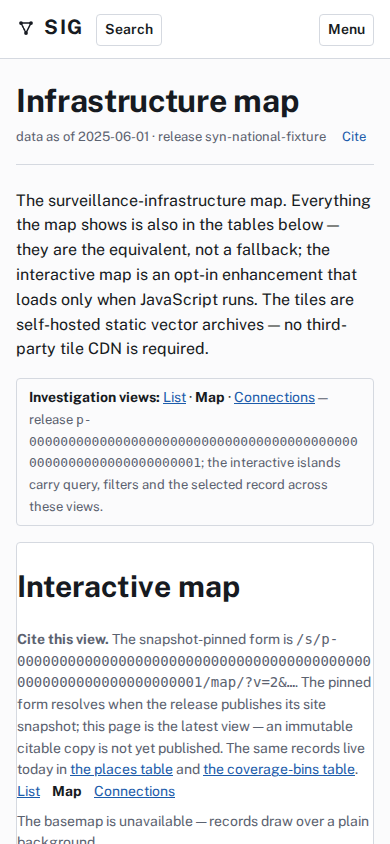 SIG Search Menu
Infrastructure map
data as of 2025-06-01 · release syn-national-fixture Cite
The surveillance-infrastructure map. Everything
the map shows is also in the tables below —
they are the equivalent, not a fallback; the
interactive map is an opt-in enhancement that
loads only when JavaScript runs. The tiles are
self-hosted static vector archives — no third-
party tile CDN is required.
Investigation views: List · Map · Connections —
release p-
000000000000000000000000000000000000000000
0000000000000000000001; the interactive islands
carry query, filters and the selected record across
these views.
Interactive map
Cite this view. The snapshot-pinned form is /s/p-
000000000000000000000000000000000000000000
0000000000000000000001/map/?v=2&…. The pinned
form resolves when the release publishes its site
snapshot; this page is the latest view — an immutable
citable copy is not yet published. The same records live
today in the places table and the coverage-bins table.
List Map Connections
The basemap is unavailable — records draw over a plain
background.